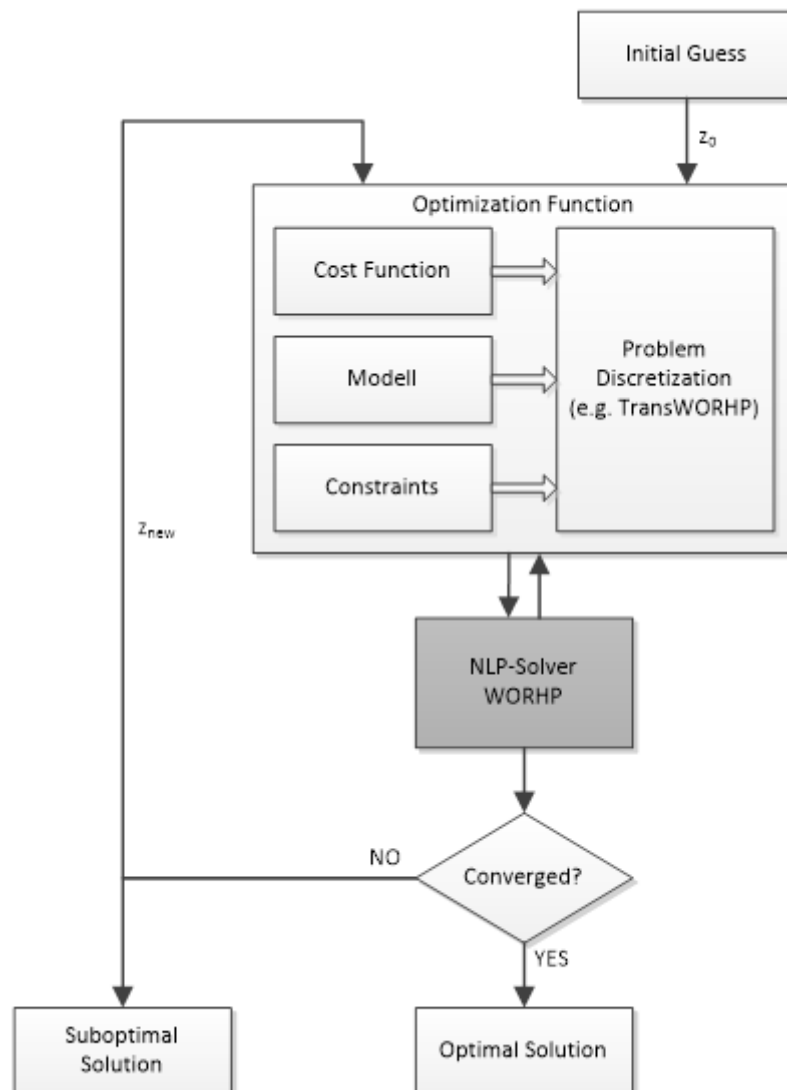 Initial Guess
z₀
Optimization Function
Cost Function
Modell
Constraints
Problem
Discretization
(e.g. TransWORHP)
zₙₑw
NLP-Solver
WORHP
NO
Converged?
YES
Suboptimal
Solution
Optimal Solution